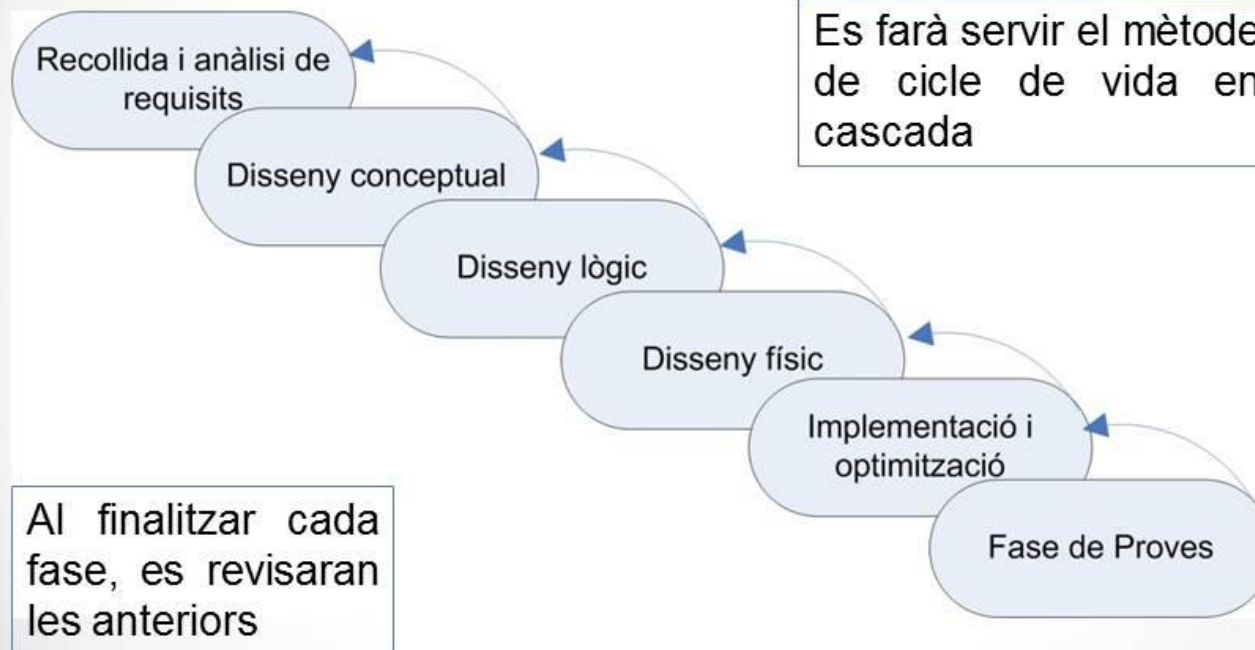 Es farà servir el mètode
de cicle de vida en
cascada
Recollida i anàlisi de
requisits
Disseny conceptual
Disseny lògic
Disseny físic
Implementació i
optimització
Fase de Proves
Al finalitzar cada
fase, es revisaran
les anteriors